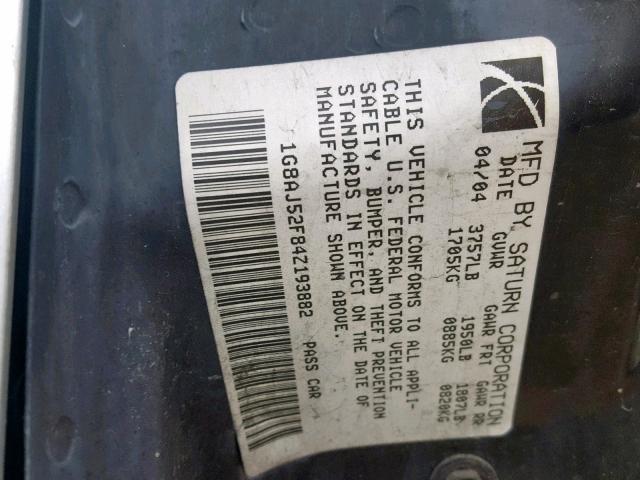 MFD BY SATURN CORPORATION
DATE GVWR GAWR FRT GAWR RR
04/04 3757LB 1950LB 1807LB
1705KG 0885KG 0820KG
THIS VEHICLE CONFORMS TO ALL APPLI-
CABLE U.S. FEDERAL MOTOR VEHICLE
SAFETY, BUMPER, AND THEFT PREVENTION
STANDARDS IN EFFECT ON THE DATE OF
MANUFACTURE SHOWN ABOVE.
1G8AJ52F84Z193882 PASS CAR